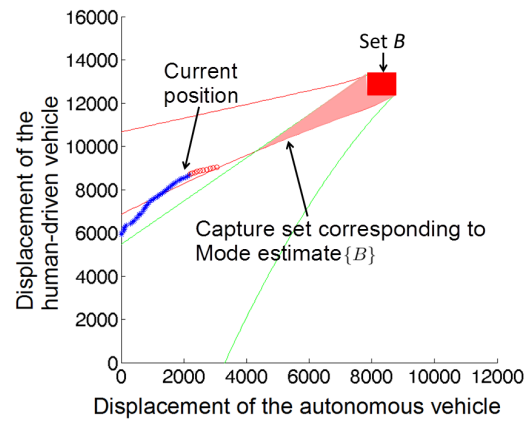 16000
14000
12000
10000
8000
6000
4000
2000
0
Displacement of the
human-driven vehicle
Set B
Current
position
Capture set corresponding to
Mode estimate{B}
0 2000 4000 6000 8000 10000 12000
Displacement of the autonomous vehicle